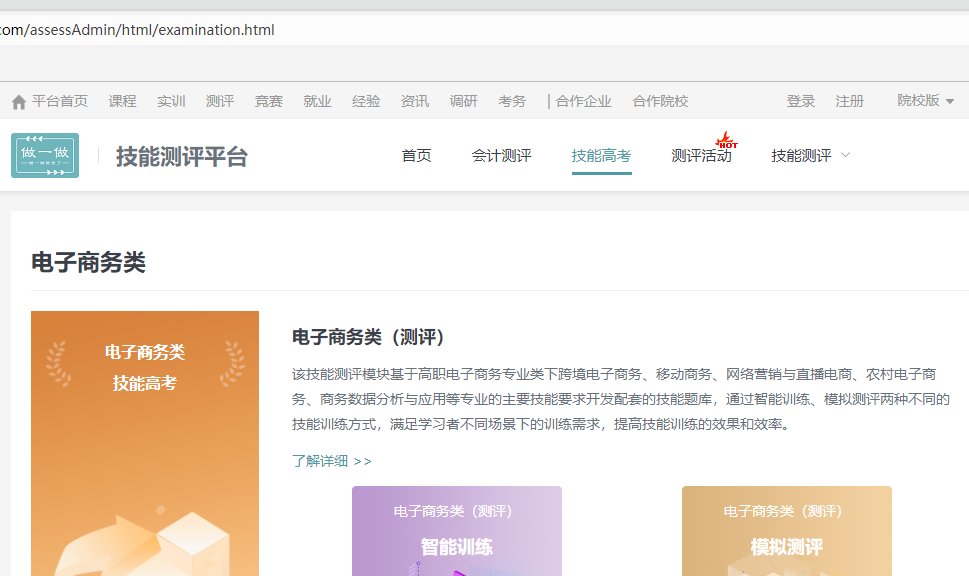 com/assessAdmin/html/examination.html
平台首页 课程 实训 测评 竞赛 就业 经验 资讯 调研 考务 | 合作企业 合作院校 登录 注册 院校版
做一做 技能测评平台 首页 会计测评 技能高考 测评活动 HOT 技能测评
电子商务类
电子商务类
技能高考
电子商务类（测评）
该技能测评模块基于高职电子商务专业类下跨境电子商务、移动商务、网络营销与直播电商、农村电子商
务、商务数据分析与应用等专业的主要技能要求开发配套的技能题库，通过智能训练、模拟测评两种不同的
技能训练方式，满足学习者不同场景下的训练需求，提高技能训练的效果和效率。
了解详细 >>
电子商务类（测评）
智能训练
电子商务类（测评）
模拟测评